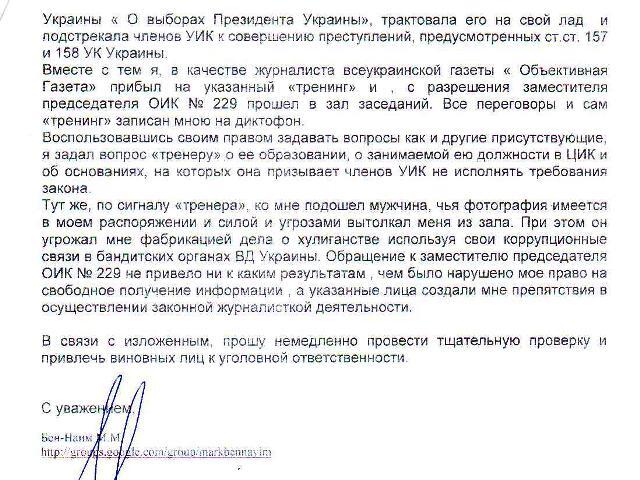 Украины « О выборах Президента Украины», трактовала его на свой лад и
подстрекала членов УИК к совершению преступлений, предусмотренных ст.ст. 157
и 158 УК Украины.
Вместе с тем я, в качестве журналиста всеукраинской газеты « Объективная
Газета» прибыл на указанный «тренинг» и , с разрешения заместителя
председателя ОИК № 229 прошел в зал заседаний. Все переговоры и сам
«тренинг» записан мною на диктофон.
Воспользовавшись своим правом задавать вопросы как и другие присутствующие,
я задал вопрос «тренеру» о ее образовании, о занимаемой ею должности в ЦИК и
об основаниях, на которых она призывает членов УИК не исполнять требования
закона.
Тут же, по сигналу «тренера», ко мне подошел мужчина, чья фотография имеется
в моем распоряжении и силой и угрозами вытолкал меня из зала. При этом он
угрожал мне фабрикацией дела о хулиганстве используя свои коррупционные
связи в бандитских органах ВД Украины. Обращение к заместителю председателя
ОИК № 229 не привело ни к каким результатам , чем было нарушено мое право на
свободное получение информации , а указанные лица создали мне препятствия в
осуществлении законной журналисткой деятельности.
В связи с изложенным, прошу немедленно провести тщательную проверку и
привлечь виновных лиц к уголовной ответственности.
С уважением,
Бен-Наим М.М.
http://groups.google.com/group/markbennayim